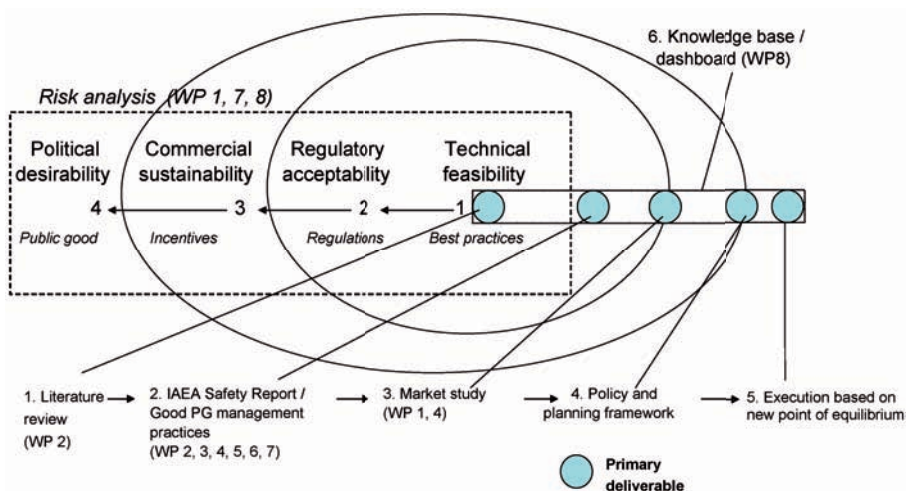 6. Knowledge base /
dashboard
(WP8)
Risk analysis (WP 1, 7, 8)
Political
desirability
Commercial
sustainability
Regulatory
acceptability
Technical
feasibility
4
3
2
1
Public good
Incentives
Regulations
Best practices
1. Literature
review
(WP 2)
2. IAEA Safety Report /
Good PG management
practices
(WP 2, 3, 4, 5, 6, 7)
3. Market study
(WP 1, 4)
4. Policy and
planning framework
5. Execution based on
new point of equilibrium
Primary
deliverable